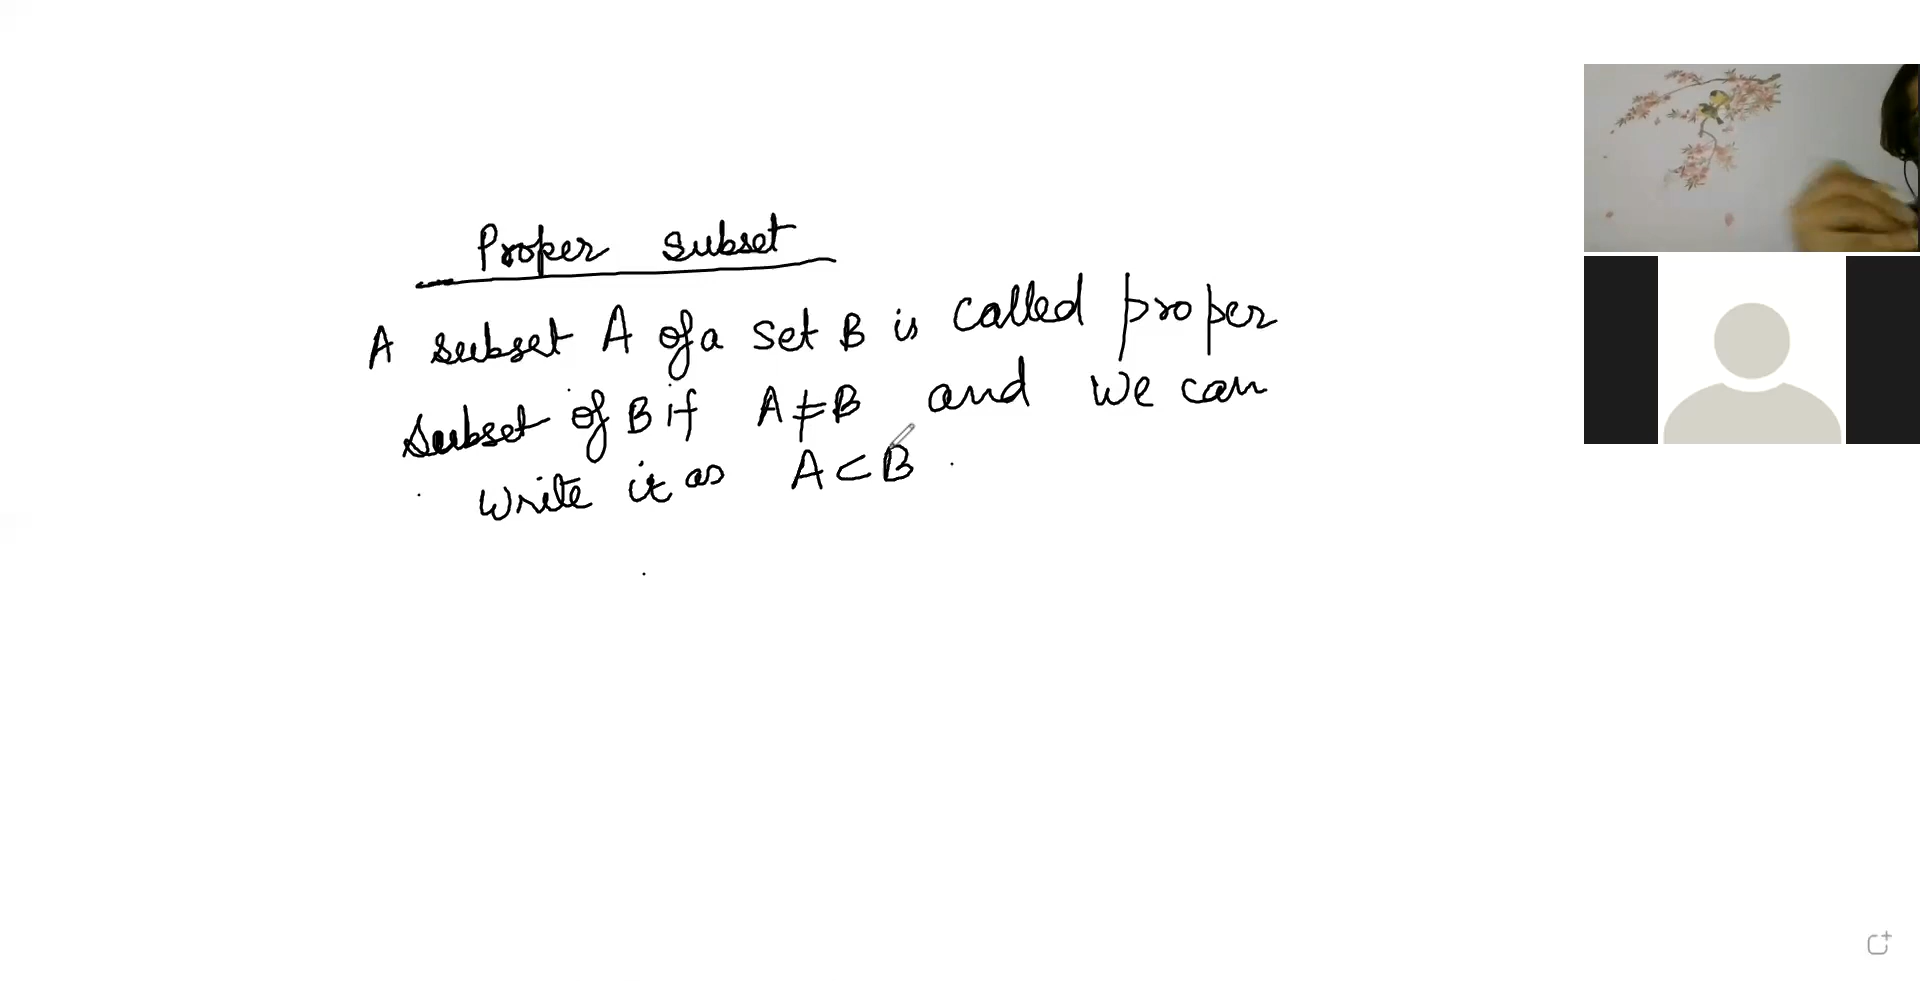 Proper subset
A subset A of a set B is called proper
subset of B if A ≠ B and we can
write it as A ⊂ B .